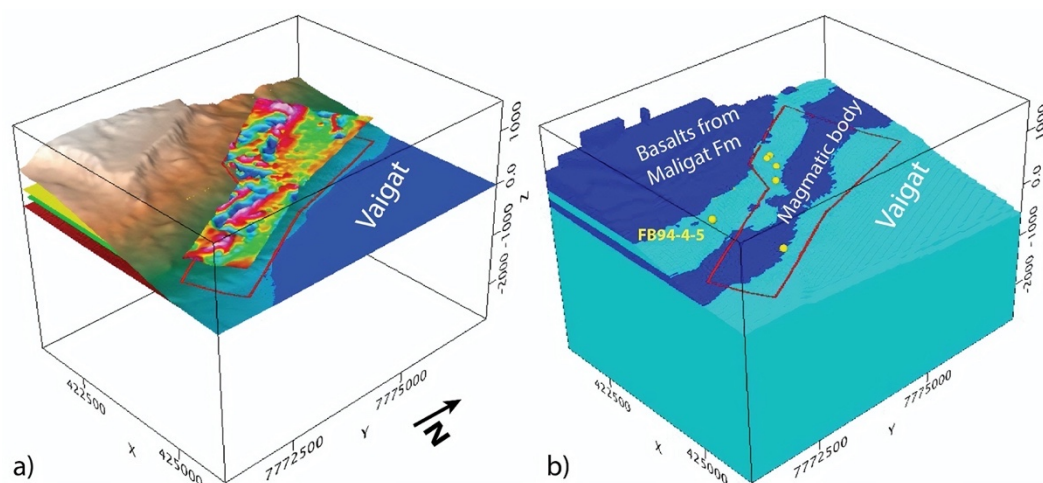 1000
0.0
-1000
-2000
Z
Vaigat
422500
X
425000
7772500
Y
7775000
N
a)
Basalts from
Maligat Fm
Magmatic body
Vaigat
FB94-4-5
1000
0.0
-1000
-2000
Z
422500
X
425000
7772500
Y
7775000
b)